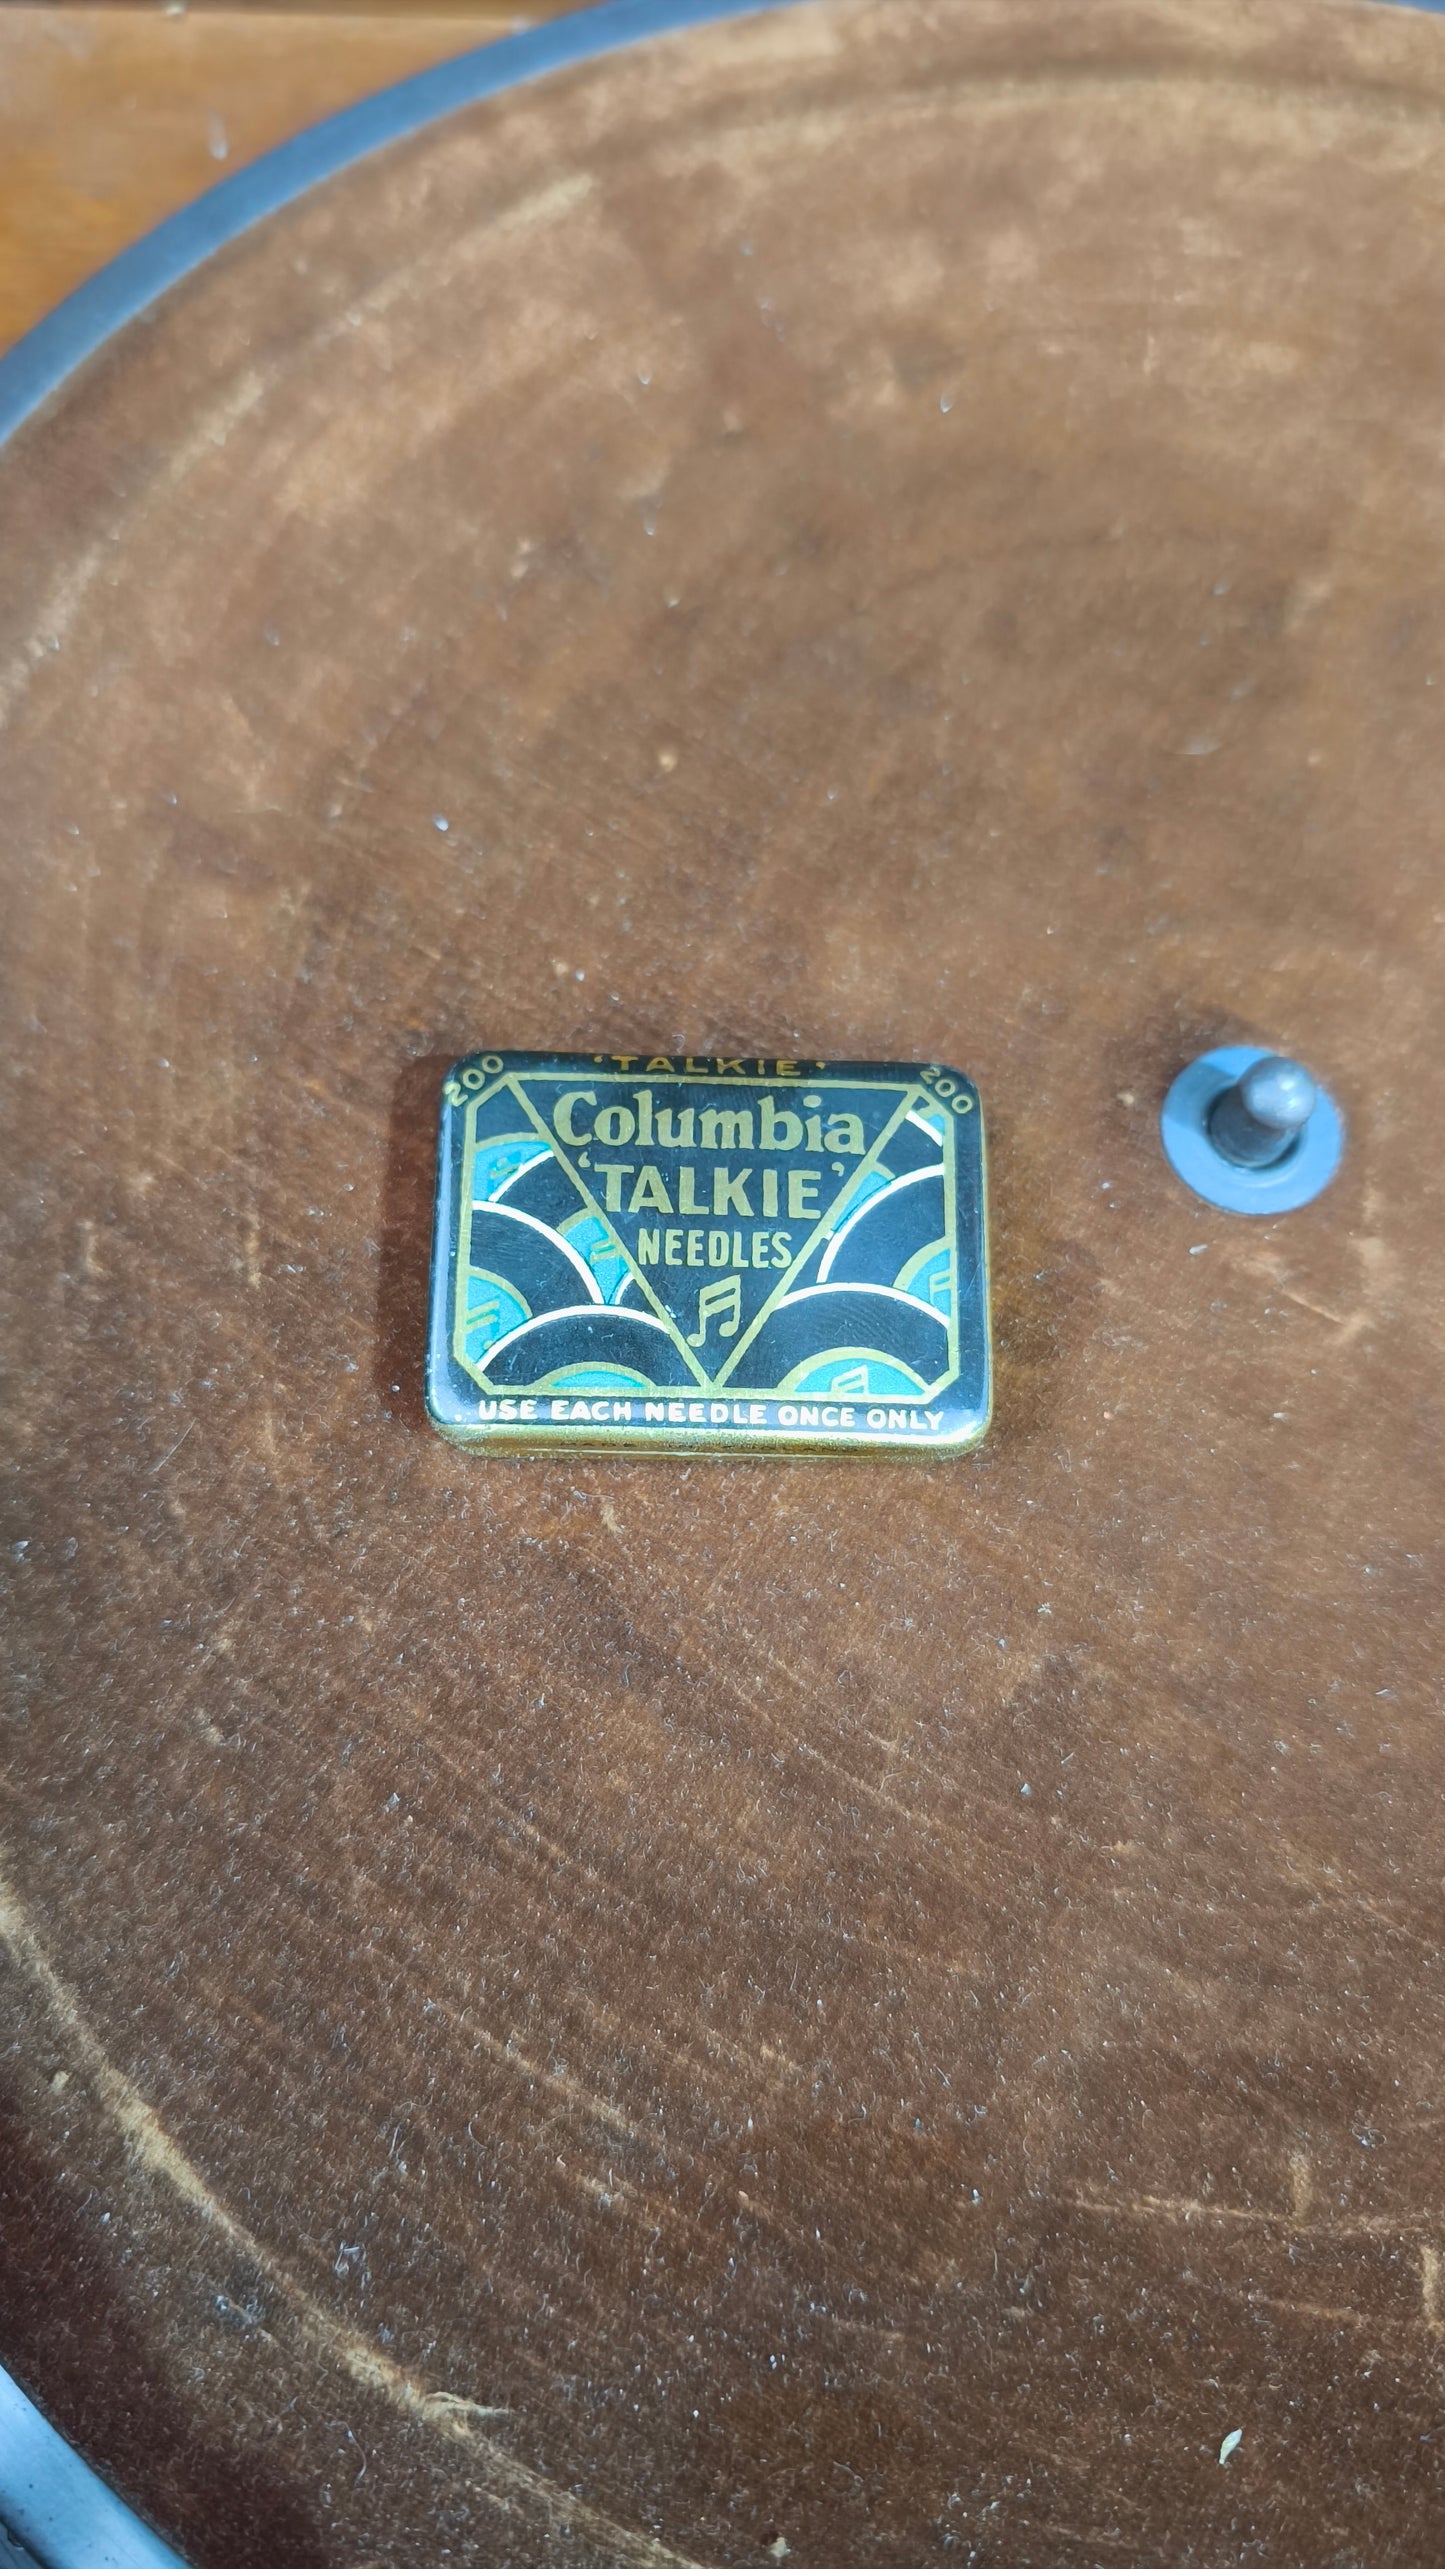 200 'TALKIE' 200
Columbia
'TALKIE'
NEEDLES
USE EACH NEEDLE ONCE ONLY